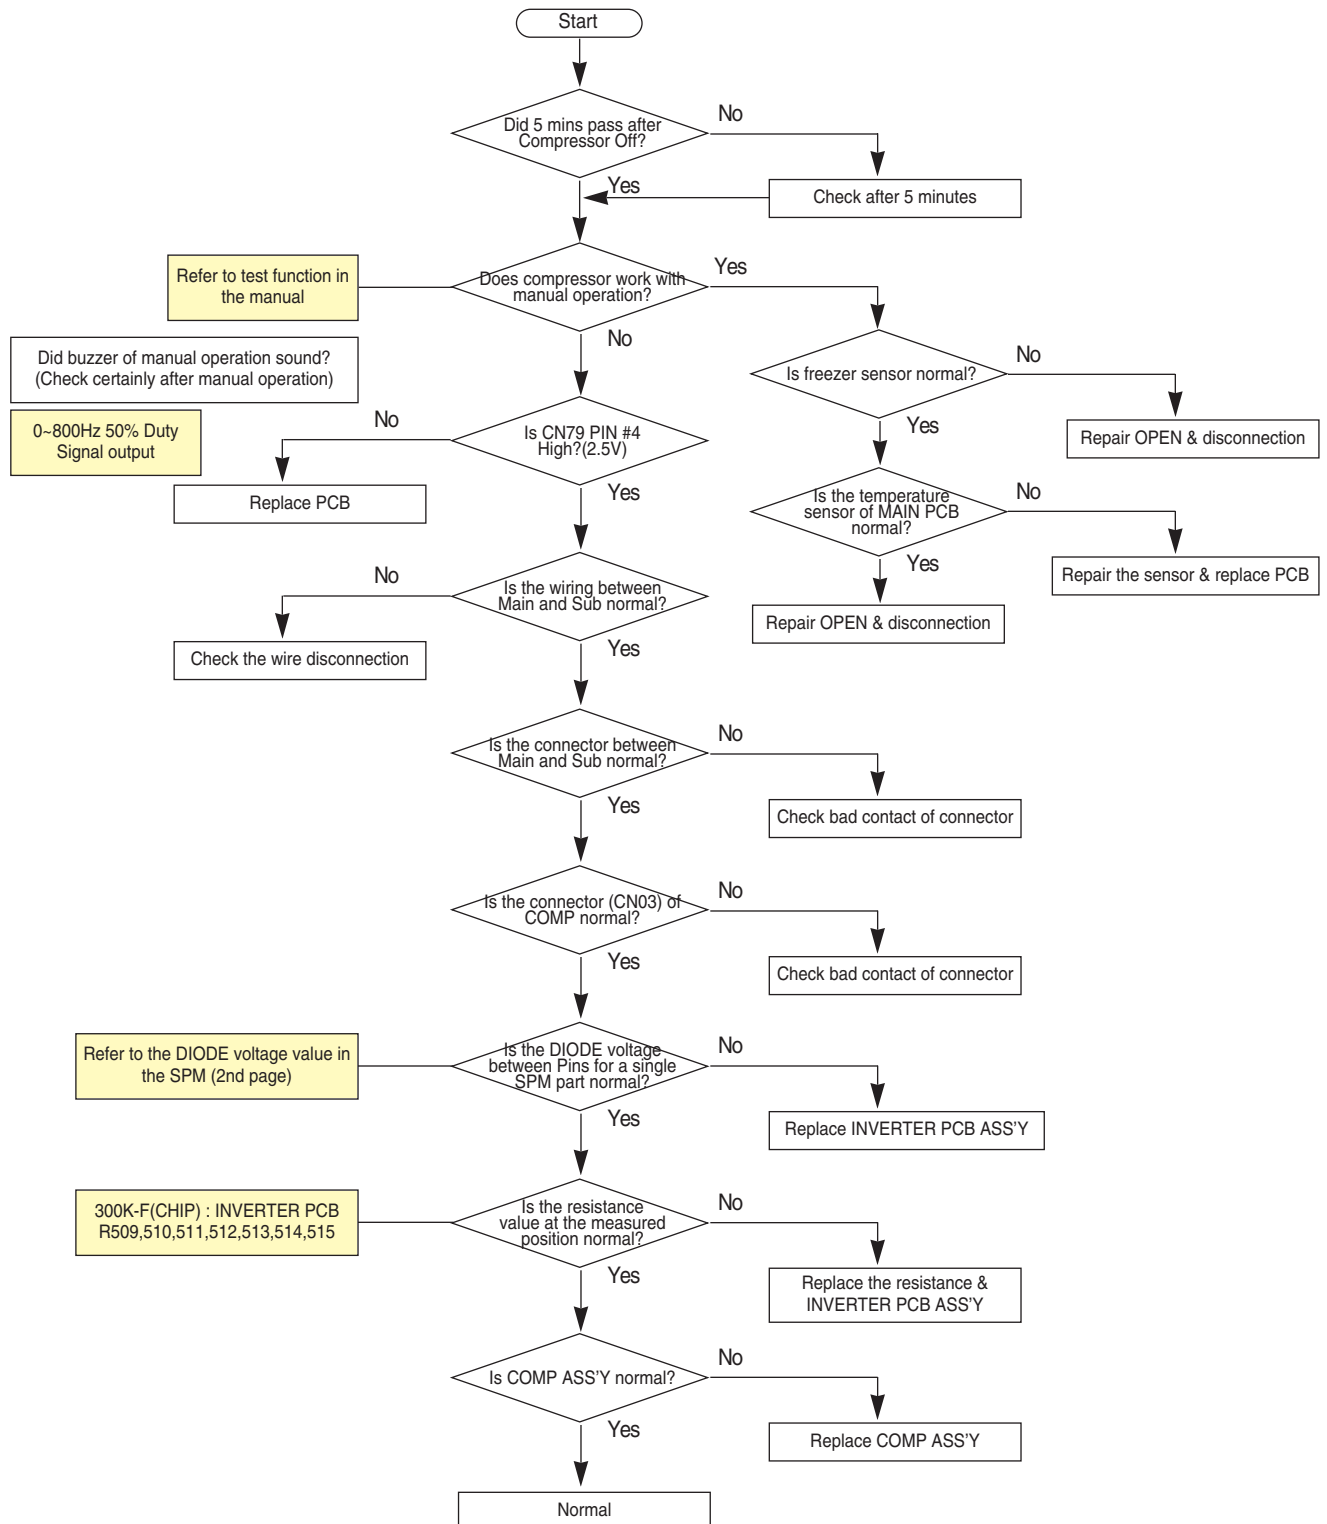 Start
Did 5 mins pass after
Compressor Off?
No
Yes
Check after 5 minutes
Refer to test function in
the manual
Does compressor work with
manual operation?
Yes
No
Did buzzer of manual operation sound?
(Check certainly after manual operation)
Is freezer sensor normal?
No
Repair OPEN & disconnection
Yes
0~800Hz 50% Duty
Signal output
No
Is CN79 PIN #4
High?(2.5V)
Replace PCB
Yes
Is the temperature
sensor of MAIN PCB
normal?
No
Repair the sensor & replace PCB
Yes
Repair OPEN & disconnection
No
Is the wiring between
Main and Sub normal?
Check the wire disconnection
Yes
Is the connector between
Main and Sub normal?
No
Check bad contact of connector
Yes
Is the connector (CN03) of
COMP normal?
No
Check bad contact of connector
Yes
Refer to the DIODE voltage value in
the SPM (2nd page)
Is the DIODE voltage
between Pins for a single
SPM part normal?
No
Replace INVERTER PCB ASS'Y
Yes
300K-F(CHIP) : INVERTER PCB
R509,510,511,512,513,514,515
Is the resistance
value at the measured
position normal?
No
Replace the resistance &
INVERTER PCB ASS'Y
Yes
Is COMP ASS'Y normal?
No
Replace COMP ASS'Y
Yes
Normal